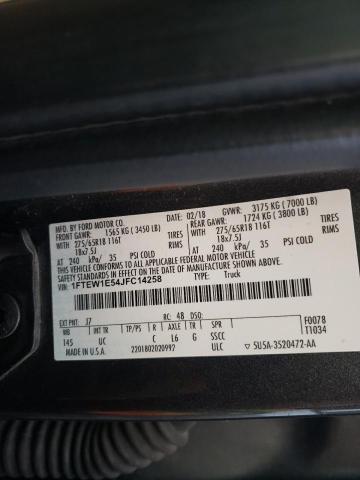 MFD. BY FORD MOTOR CO.
DATE: 02/18 GVWR: 3175 KG (7000 LB)
FRONT GAWR: 1565 KG (3450 LB) REAR GAWR: 1724 KG (3800 LB)
WITH 275/65R18 116T TIRES WITH 275/65R18 116T TIRES
18x7.5J RIMS 18x7.5J RIMS
AT 240 kPa/ 35 PSI COLD AT 240 kPa/ 35 PSI COLD
THIS VEHICLE CONFORMS TO ALL APPLICABLE FEDERAL MOTOR VEHICLE
SAFETY STANDARDS IN EFFECT ON THE DATE OF MANUFACTURE SHOWN ABOVE.
VIN: 1FTEW1E54JFC14258
TYPE: Truck
F0078
T1034
EXT PNT: J7 RC: 48 DSO:
WB INT TR TP/PS R AXLE TR SPR
145 UC C L6 G SSCC
MADE IN U.S.A. 2201802020992 ULC
5U5A-3520472-AA